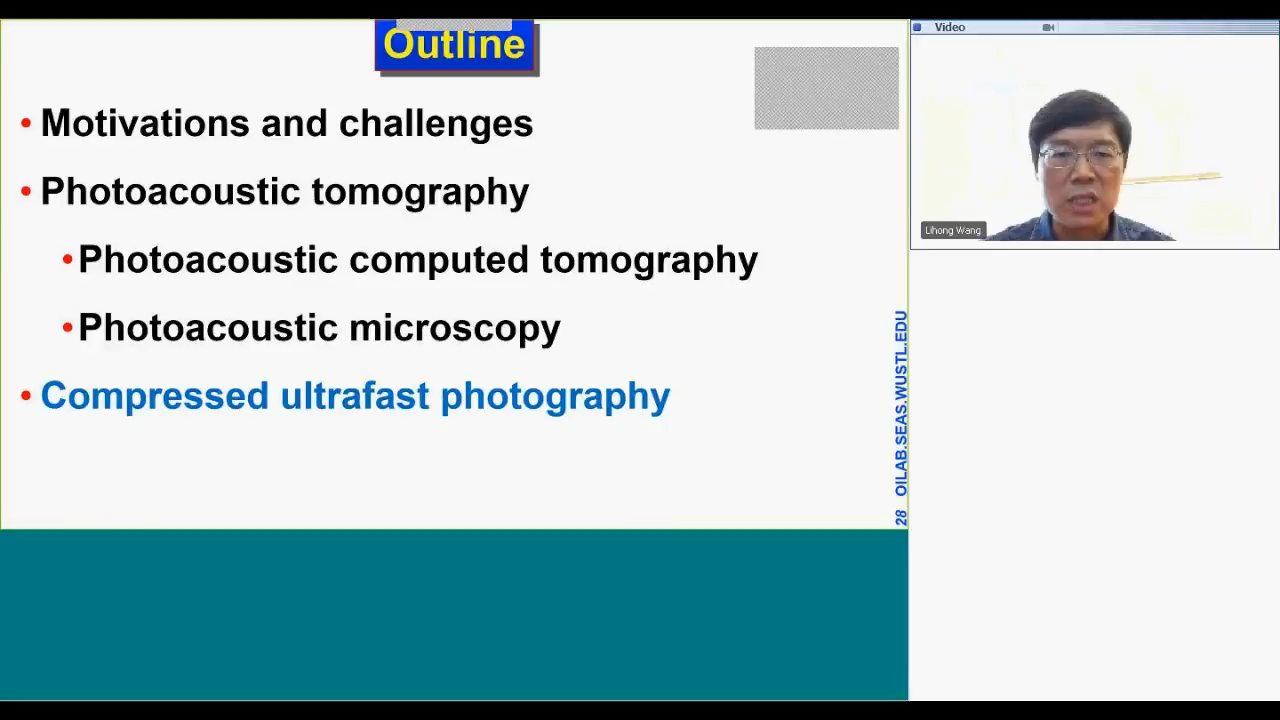 Outline
• Motivations and challenges
• Photoacoustic tomography
• Photoacoustic computed tomography
• Photoacoustic microscopy
• Compressed ultrafast photography
28 OILAB.SEAS.WUSTL.EDU
Video
Lihong Wang